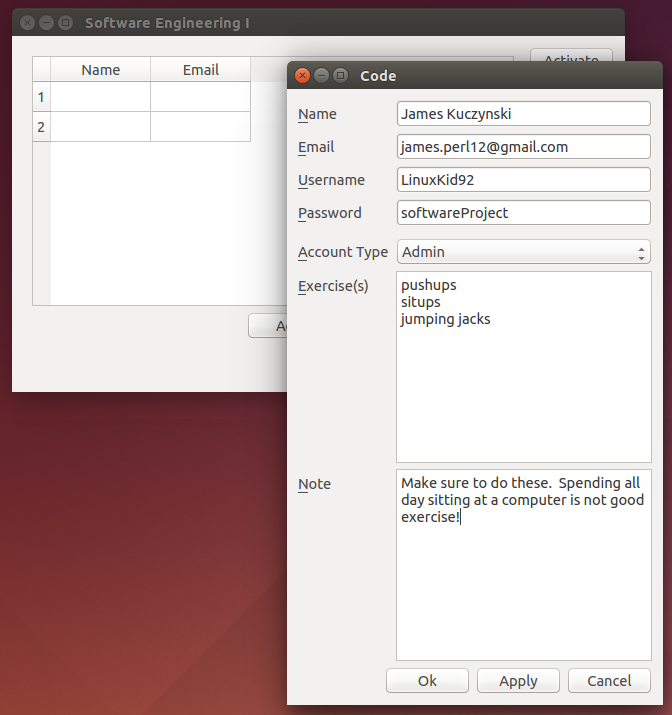 Software Engineering I
Name Email
Activate
1
2
Code
Name James Kuczynski
Email james.perl12@gmail.com
Username LinuxKid92
Password softwareProject
Account Type Admin
Exercise(s) pushups
situps
jumping jacks
Note Make sure to do these.  Spending all
day sitting at a computer is not good
exercise!
Ok Apply Cancel